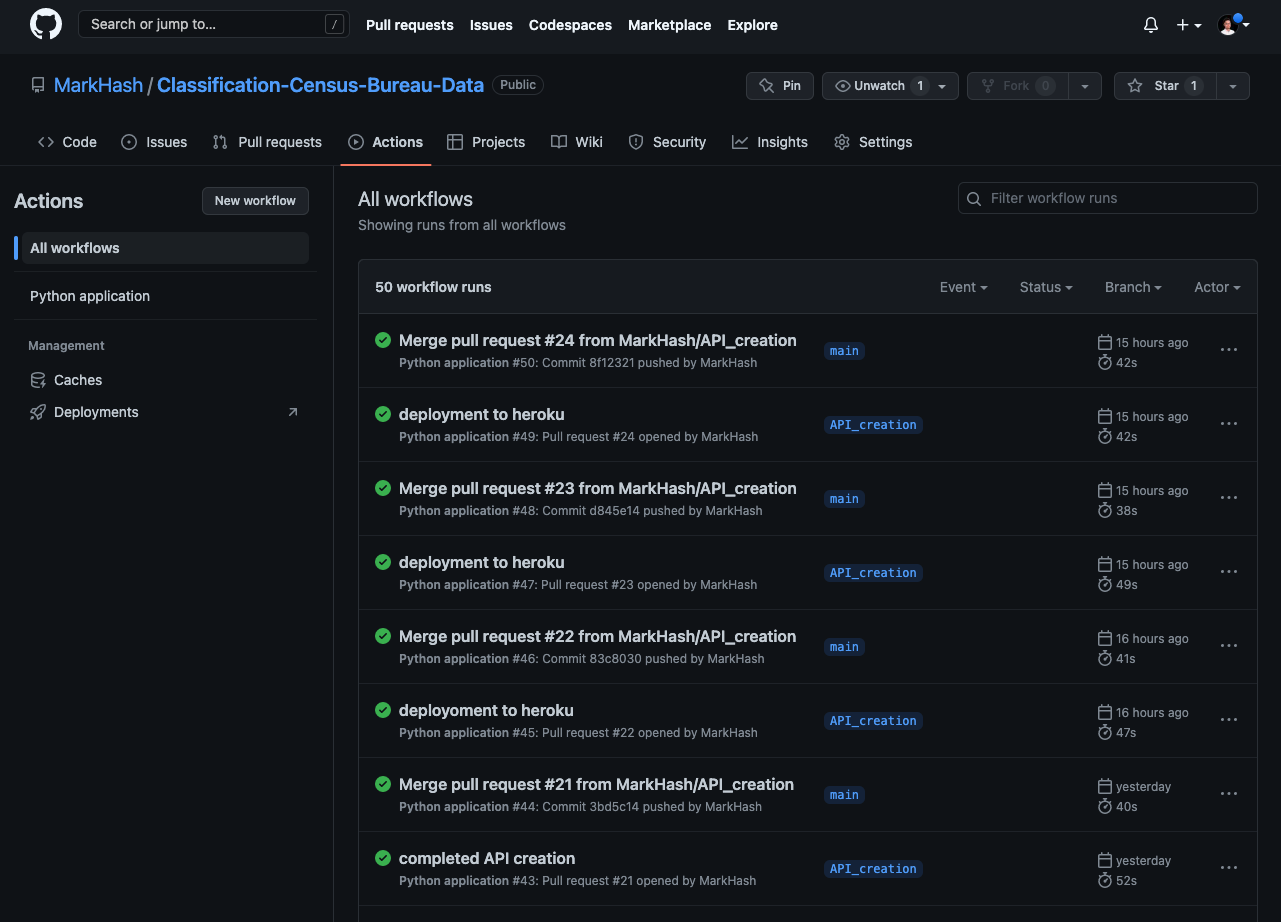 Search or jump to... / Pull requests Issues Codespaces Marketplace Explore
MarkHash / Classification-Census-Bureau-Data Public Pin Unwatch 1 Fork 0 Star 1
Code Issues Pull requests Actions Projects Wiki Security Insights Settings
Actions New workflow
All workflows
Python application
Management
Caches
Deployments
All workflows
Showing runs from all workflows
Filter workflow runs
50 workflow runs Event Status Branch Actor
Merge pull request #24 from MarkHash/API_creation
Python application #50: Commit 8f12321 pushed by MarkHash
main
15 hours ago
42s
deployment to heroku
Python application #49: Pull request #24 opened by MarkHash
API_creation
15 hours ago
42s
Merge pull request #23 from MarkHash/API_creation
Python application #48: Commit d845e14 pushed by MarkHash
main
15 hours ago
38s
deployment to heroku
Python application #47: Pull request #23 opened by MarkHash
API_creation
15 hours ago
49s
Merge pull request #22 from MarkHash/API_creation
Python application #46: Commit 83c8030 pushed by MarkHash
main
16 hours ago
41s
deployoment to heroku
Python application #45: Pull request #22 opened by MarkHash
API_creation
16 hours ago
47s
Merge pull request #21 from MarkHash/API_creation
Python application #44: Commit 3bd5c14 pushed by MarkHash
main
yesterday
40s
completed API creation
Python application #43: Pull request #21 opened by MarkHash
API_creation
yesterday
52s